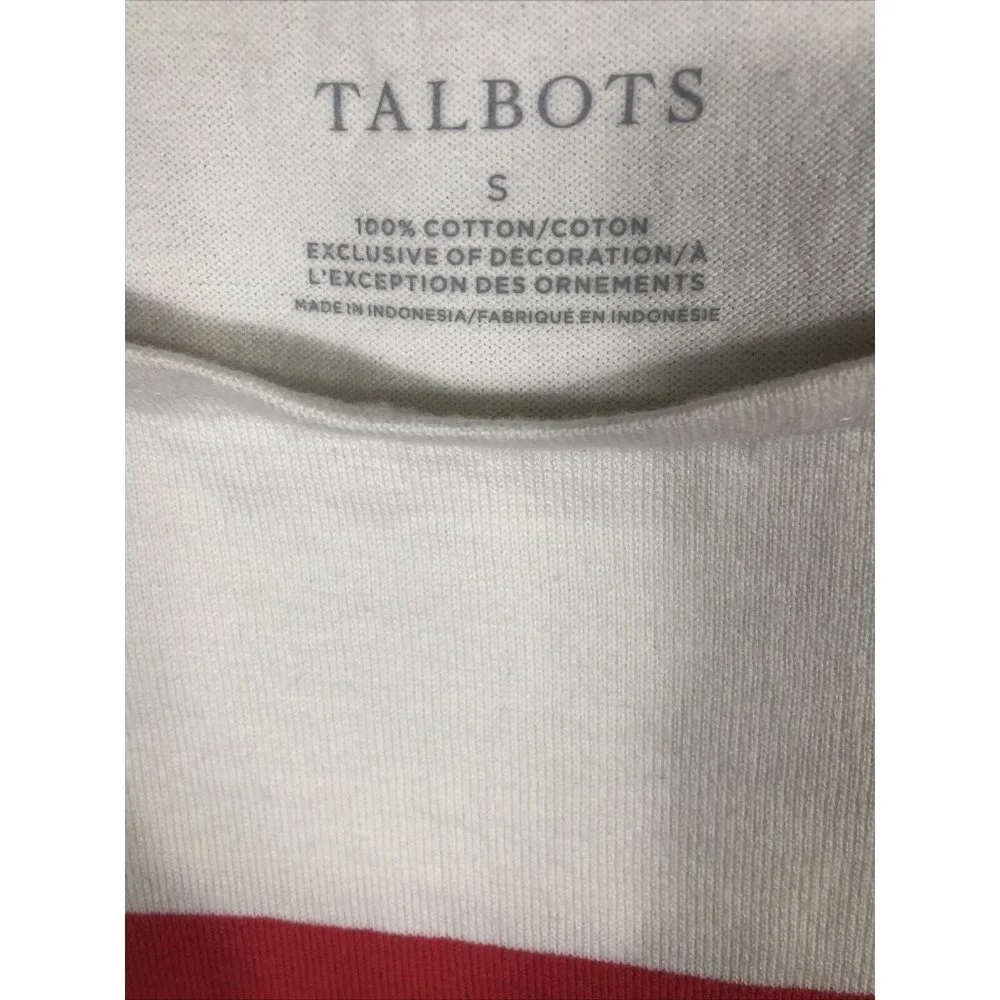 TALBOTS
S
100% COTTON/COTON
EXCLUSIVE OF DECORATION/À
L'EXCEPTION DES ORNEMENTS
MADE IN INDONESIA/FABRIQUÉ EN INDONÉSIE